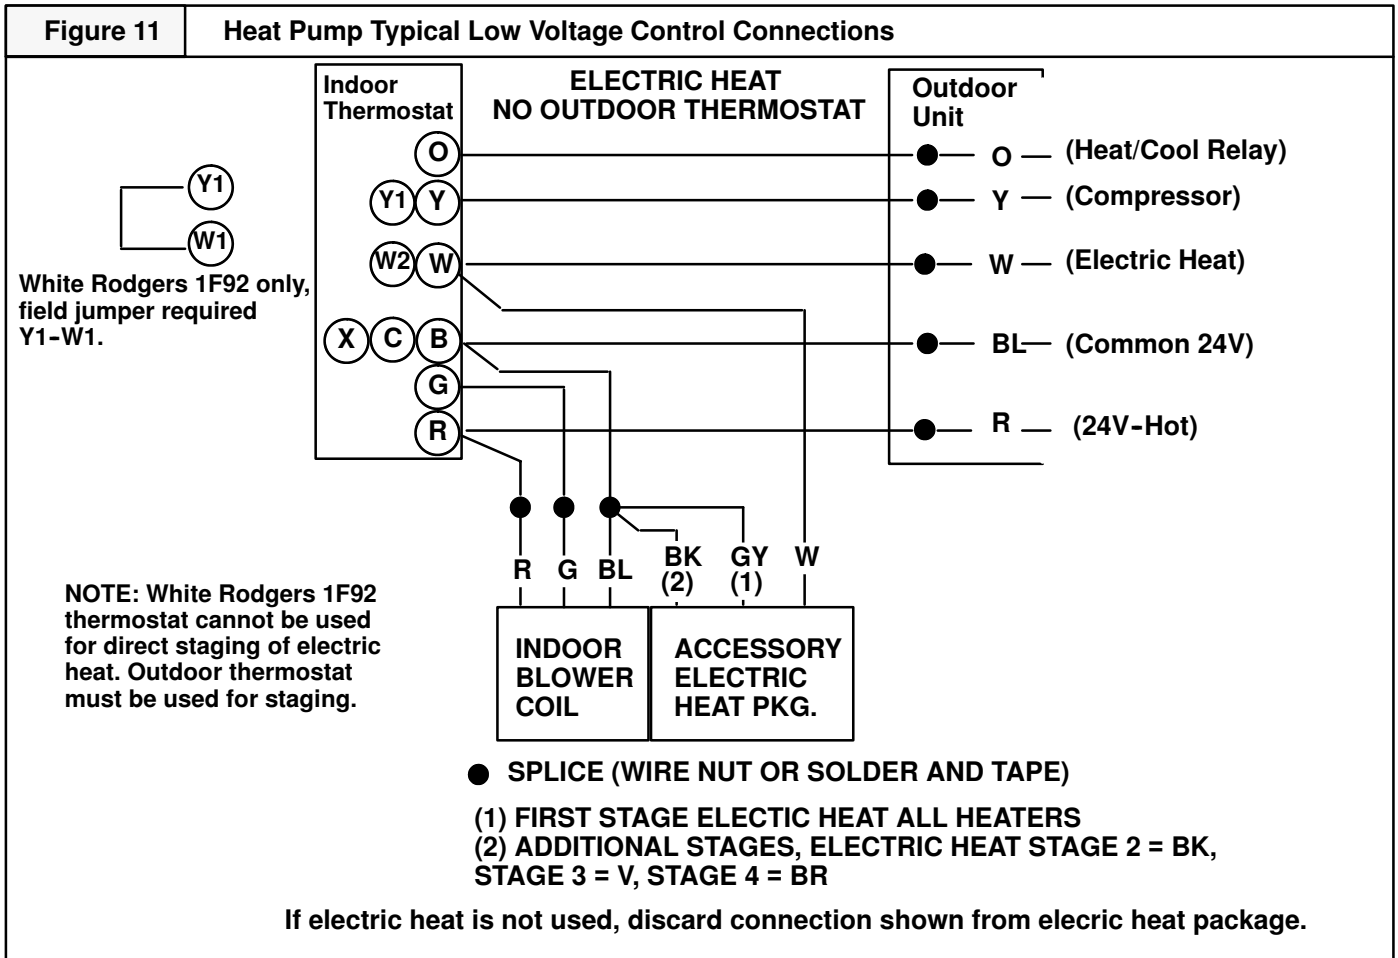 Figure 11
Heat Pump Typical Low Voltage Control Connections
Indoor
Thermostat
ELECTRIC HEAT
NO OUTDOOR THERMOSTAT
Outdoor
Unit
O
O
(Heat/Cool Relay)
Y1
W1
White Rodgers 1F92 only,
field jumper required
Y1-W1.
Y1 Y
Y
(Compressor)
W2 W
W
(Electric Heat)
X C B
BL
(Common 24V)
G
R
R
(24V-Hot)
R G BL
BK
(2)
GY
(1)
W
NOTE: White Rodgers 1F92
thermostat cannot be used
for direct staging of electric
heat. Outdoor thermostat
must be used for staging.
INDOOR
BLOWER
COIL
ACCESSORY
ELECTRIC
HEAT PKG.
SPLICE (WIRE NUT OR SOLDER AND TAPE)
(1) FIRST STAGE ELECTIC HEAT ALL HEATERS
(2) ADDITIONAL STAGES, ELECTRIC HEAT STAGE 2 = BK,
STAGE 3 = V, STAGE 4 = BR
If electric heat is not used, discard connection shown from elecric heat package.